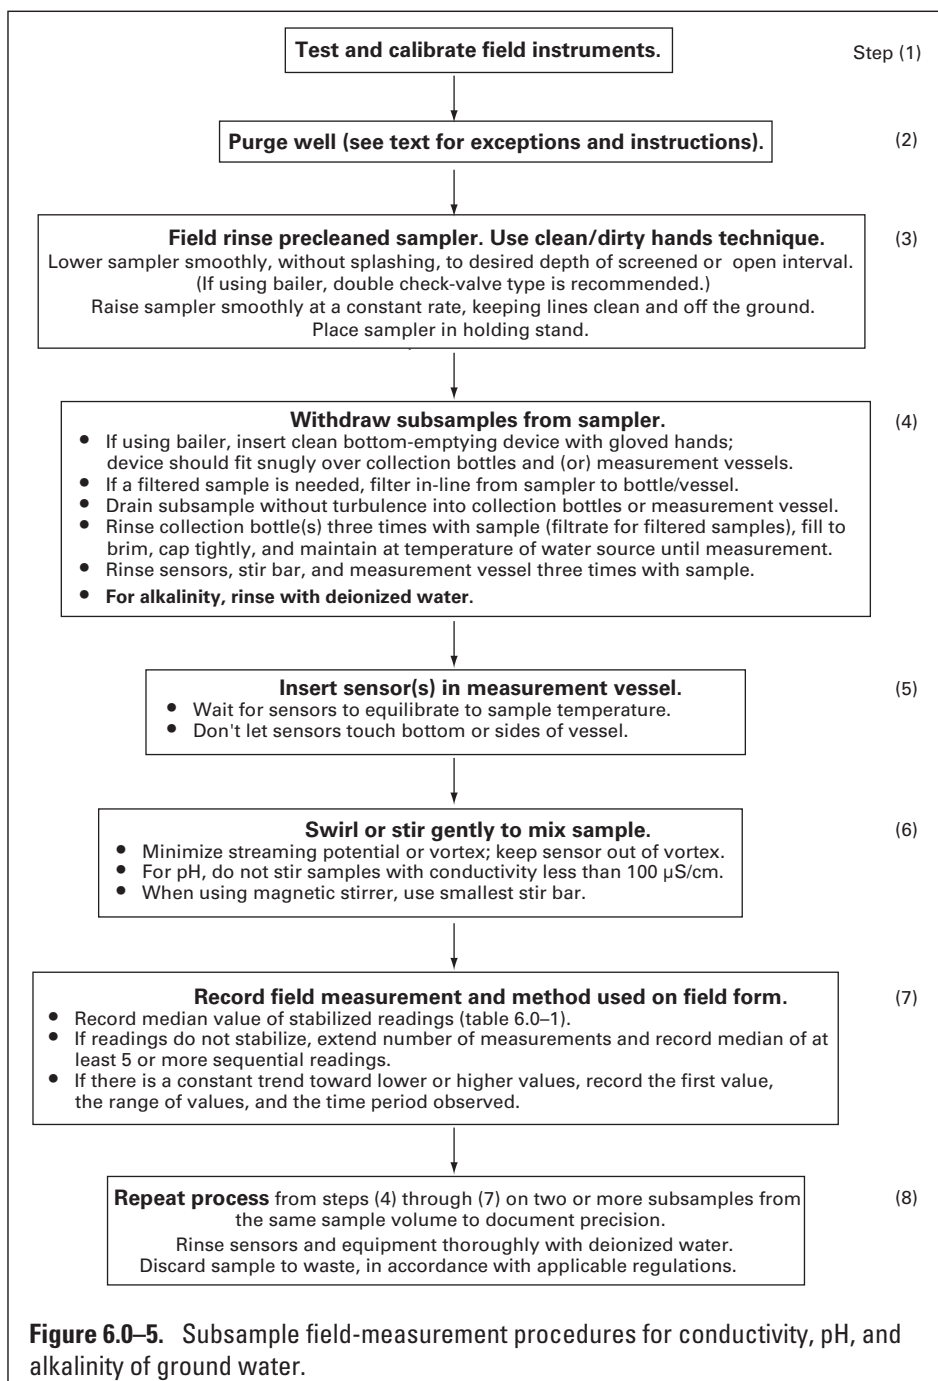 Test and calibrate field instruments.
Step (1)
Purge well (see text for exceptions and instructions).
(2)
Field rinse precleaned sampler. Use clean/dirty hands technique.
(3)
Lower sampler smoothly, without splashing, to desired depth of screened or open interval.
(If using bailer, double check-valve type is recommended.)
Raise sampler smoothly at a constant rate, keeping lines clean and off the ground.
Place sampler in holding stand.
Withdraw subsamples from sampler.
(4)
• If using bailer, insert clean bottom-emptying device with gloved hands;
device should fit snugly over collection bottles and (or) measurement vessels.
• If a filtered sample is needed, filter in-line from sampler to bottle/vessel.
• Drain subsample without turbulence into collection bottles or measurement vessel.
• Rinse collection bottle(s) three times with sample (filtrate for filtered samples), fill to
brim, cap tightly, and maintain at temperature of water source until measurement.
• Rinse sensors, stir bar, and measurement vessel three times with sample.
• For alkalinity, rinse with deionized water.
Insert sensor(s) in measurement vessel.
(5)
• Wait for sensors to equilibrate to sample temperature.
• Don't let sensors touch bottom or sides of vessel.
Swirl or stir gently to mix sample.
(6)
• Minimize streaming potential or vortex; keep sensor out of vortex.
• For pH, do not stir samples with conductivity less than 100 µS/cm.
• When using magnetic stirrer, use smallest stir bar.
Record field measurement and method used on field form.
(7)
• Record median value of stabilized readings (table 6.0–1).
• If readings do not stabilize, extend number of measurements and record median of at
least 5 or more sequential readings.
• If there is a constant trend toward lower or higher values, record the first value,
the range of values, and the time period observed.
Repeat process from steps (4) through (7) on two or more subsamples from
(8)
the same sample volume to document precision.
Rinse sensors and equipment thoroughly with deionized water.
Discard sample to waste, in accordance with applicable regulations.
Figure 6.0–5. Subsample field-measurement procedures for conductivity, pH, and
alkalinity of ground water.